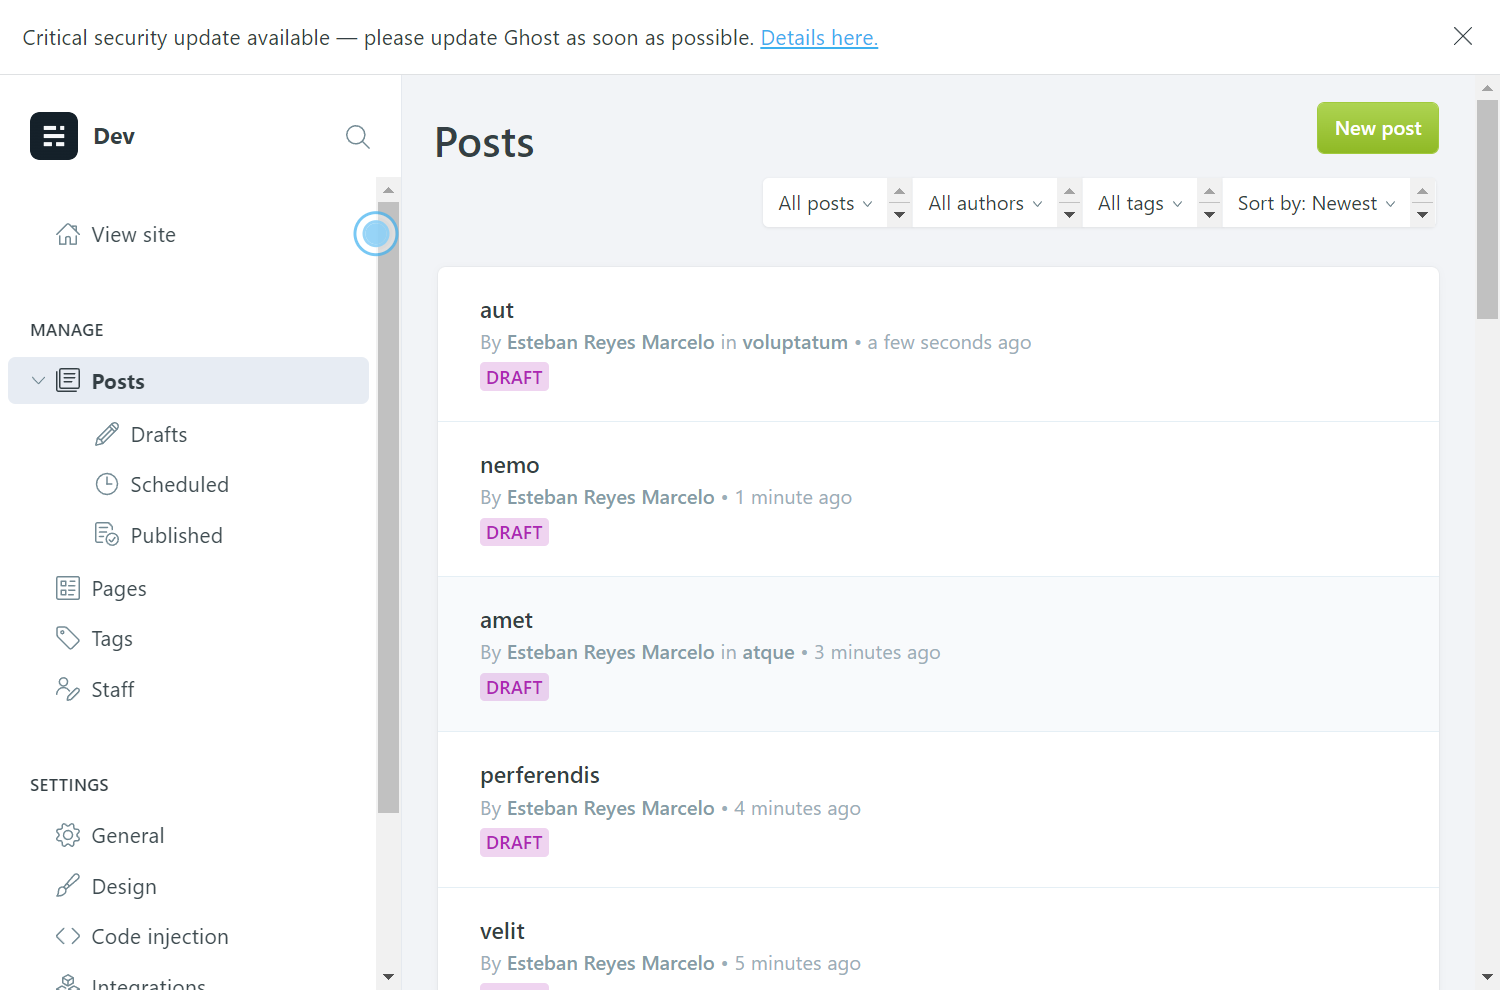 Critical security update available — please update Ghost as soon as possible. Details here.
Dev
View site
MANAGE
Posts
Drafts
Scheduled
Published
Pages
Tags
Staff
SETTINGS
General
Design
Code injection
Integrations
Posts
New post
All posts
All authors
All tags
Sort by: Newest
aut
By Esteban Reyes Marcelo in voluptatum • a few seconds ago
DRAFT
nemo
By Esteban Reyes Marcelo • 1 minute ago
DRAFT
amet
By Esteban Reyes Marcelo in atque • 3 minutes ago
DRAFT
perferendis
By Esteban Reyes Marcelo • 4 minutes ago
DRAFT
velit
By Esteban Reyes Marcelo • 5 minutes ago